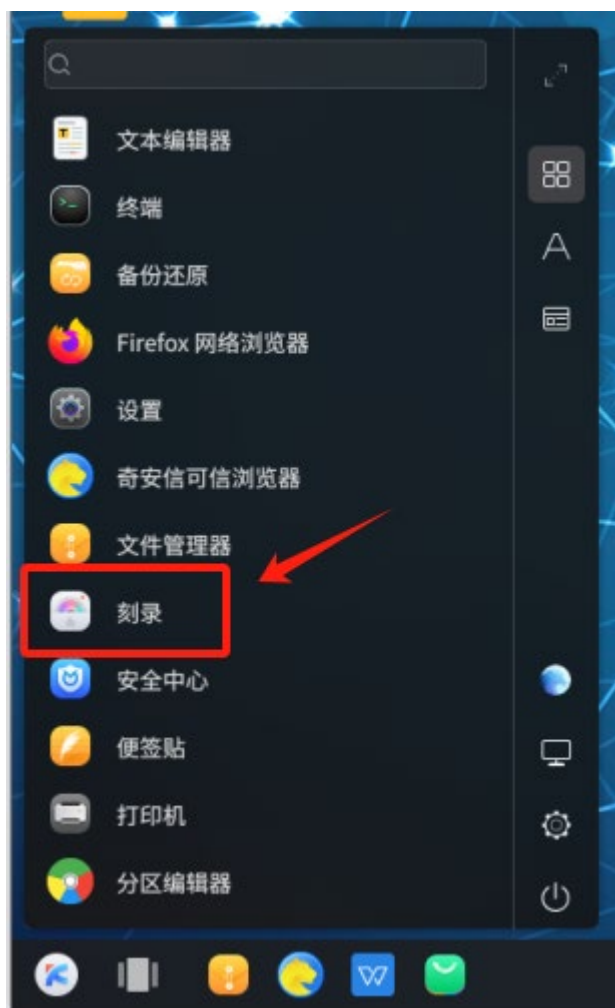 文本编辑器
终端
备份还原
Firefox 网络浏览器
设置
奇安信可信浏览器
文件管理器
刻录
安全中心
便签贴
打印机
分区编辑器